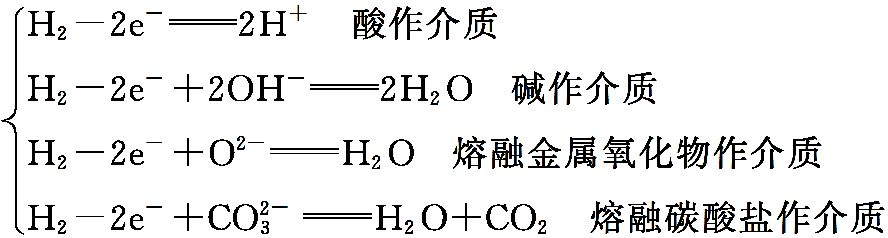 H₂－2e⁻══2H⁺ 酸作介质
H₂－2e⁻＋2OH⁻══2H₂O 碱作介质
H₂－2e⁻＋O²⁻══H₂O 熔融金属氧化物作介质
H₂－2e⁻＋CO₃²⁻══H₂O＋CO₂ 熔融碳酸盐作介质